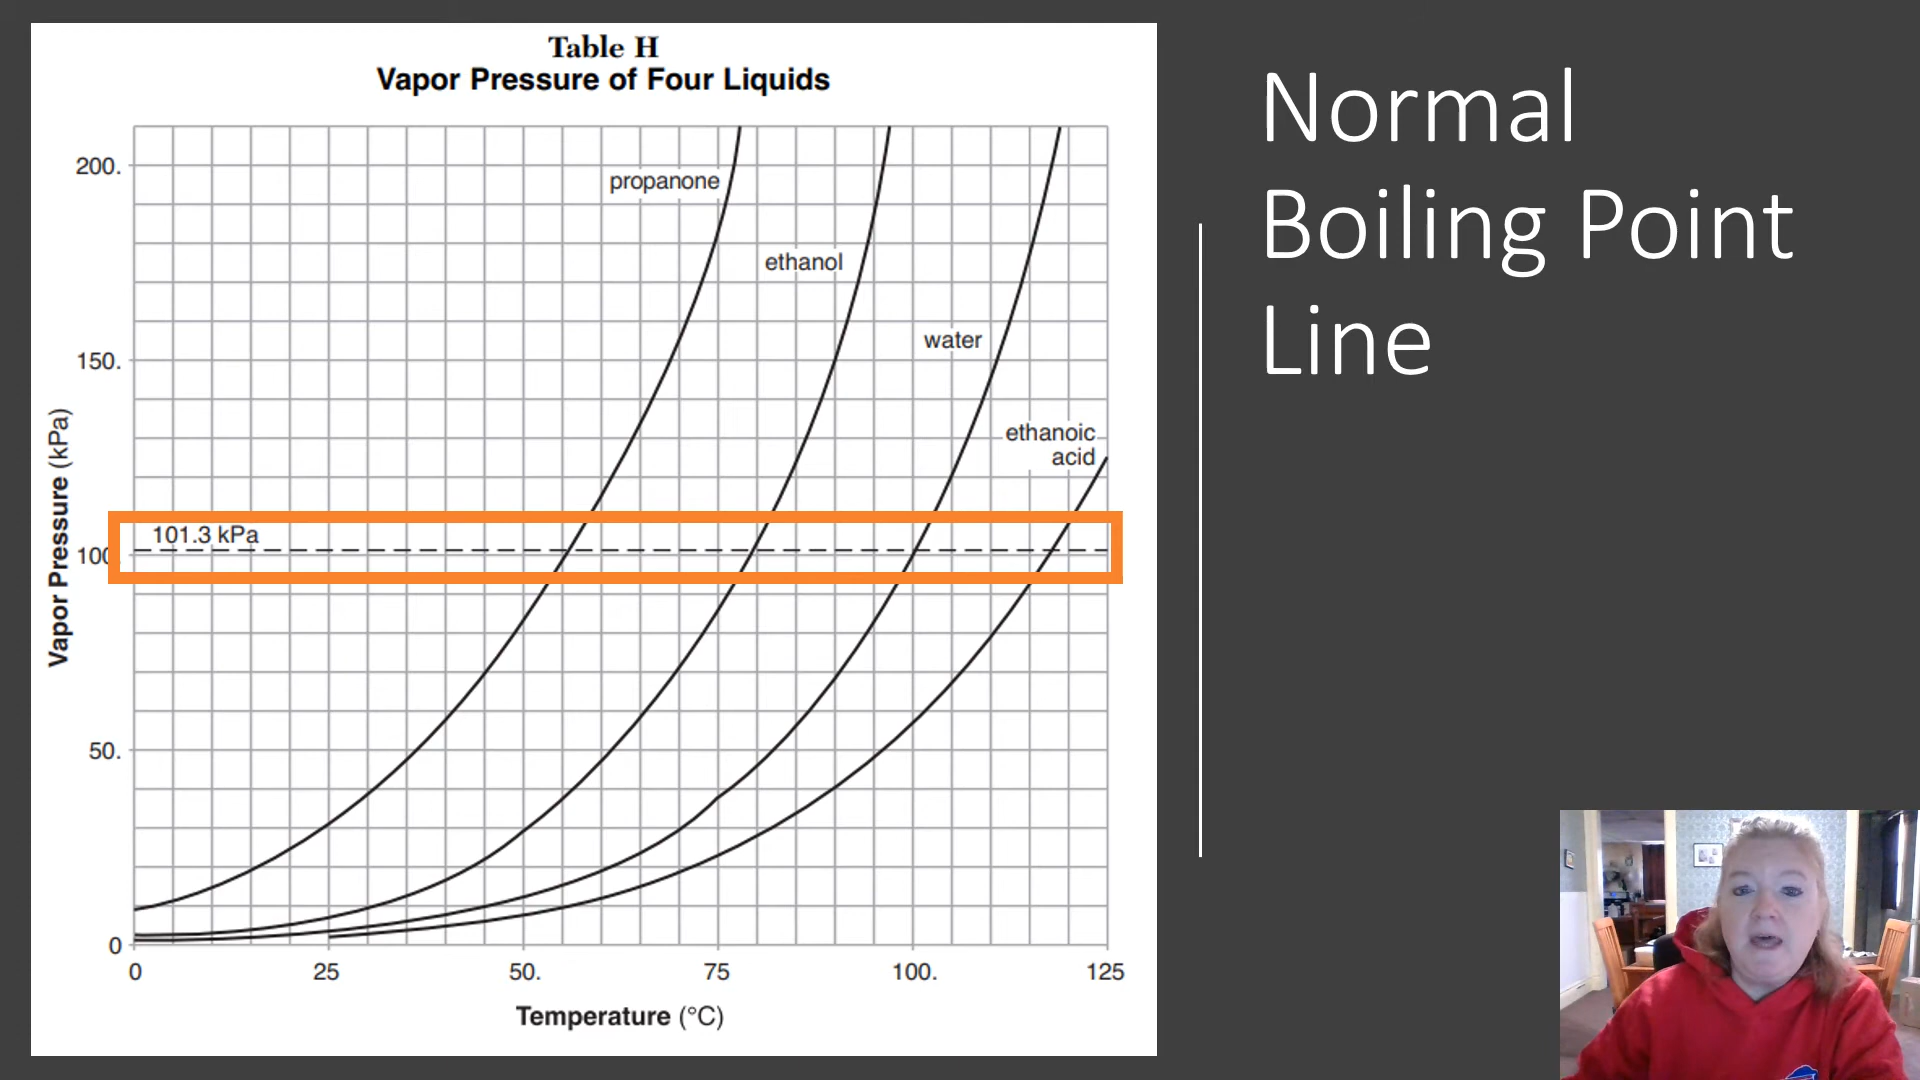 Table H
Vapor Pressure of Four Liquids
Normal
Boiling Point
Line
200.
propanone
ethanol
water
150.
ethanoic
acid
Vapor Pressure (kPa)
101.3 kPa
100
50.
0
0 25 50. 75 100. 125
Temperature (°C)